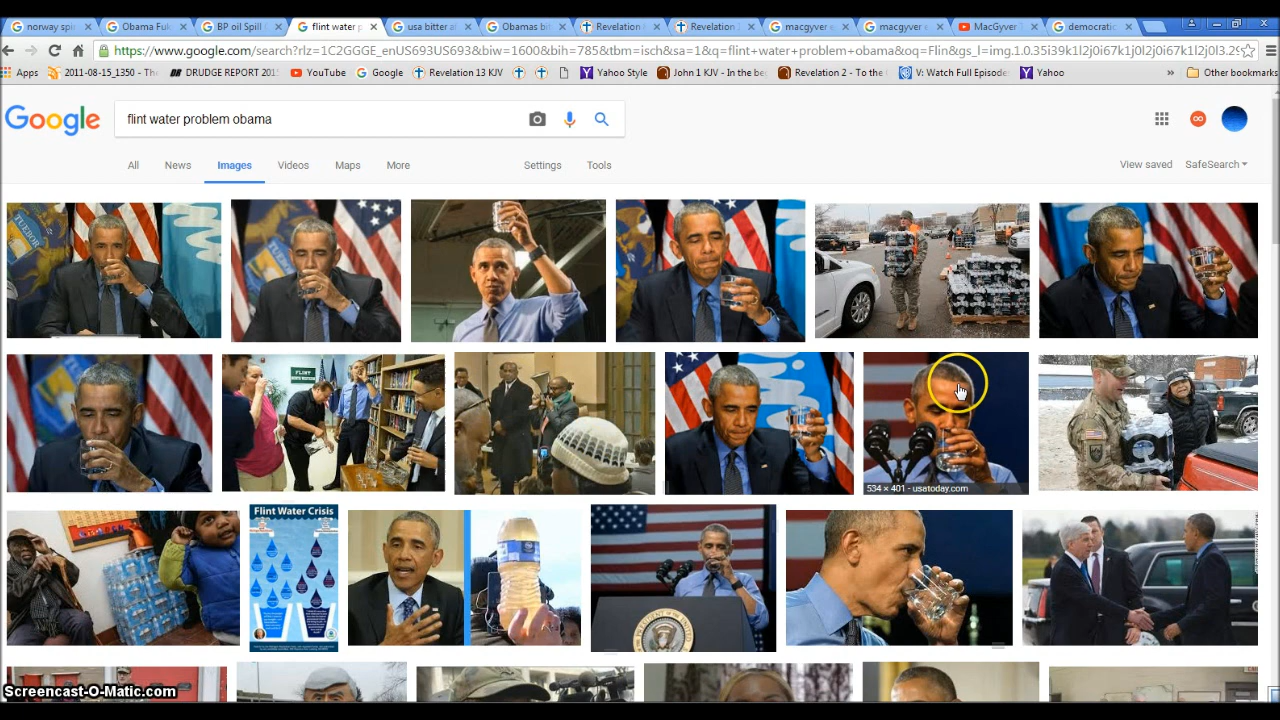 norway spi
Obama Fuk
BP oil Spill
flint water p
usa bitter a
Obamas bi
Revelation
Revelation
macgyver e
macgyver e
MacGyver
democratic
https://www.google.com/search?rlz=1C2GGGE_enUS693US693&biw=1600&bih=785&tbm=isch&sa=1&q=flint+water+problem+obama&oq=Flin&gs_l=img.1.0.35i39k1l2j0i67k1j0l2j0i67k1l2j0l3.29
Apps 2011-08-15_1350 - The DRUDGE REPORT 201 YouTube Google Revelation 13 KJV Yahoo Style John 1 KJV - In the be Revelation 2 - To the V: Watch Full Episode Yahoo » Other bookmarks
Google flint water problem obama
All News Images Videos Maps More Settings Tools View saved SafeSearch
FLINT
534 × 401 - usatoday.com
Flint Water Crisis
Screencast-O-Matic.com